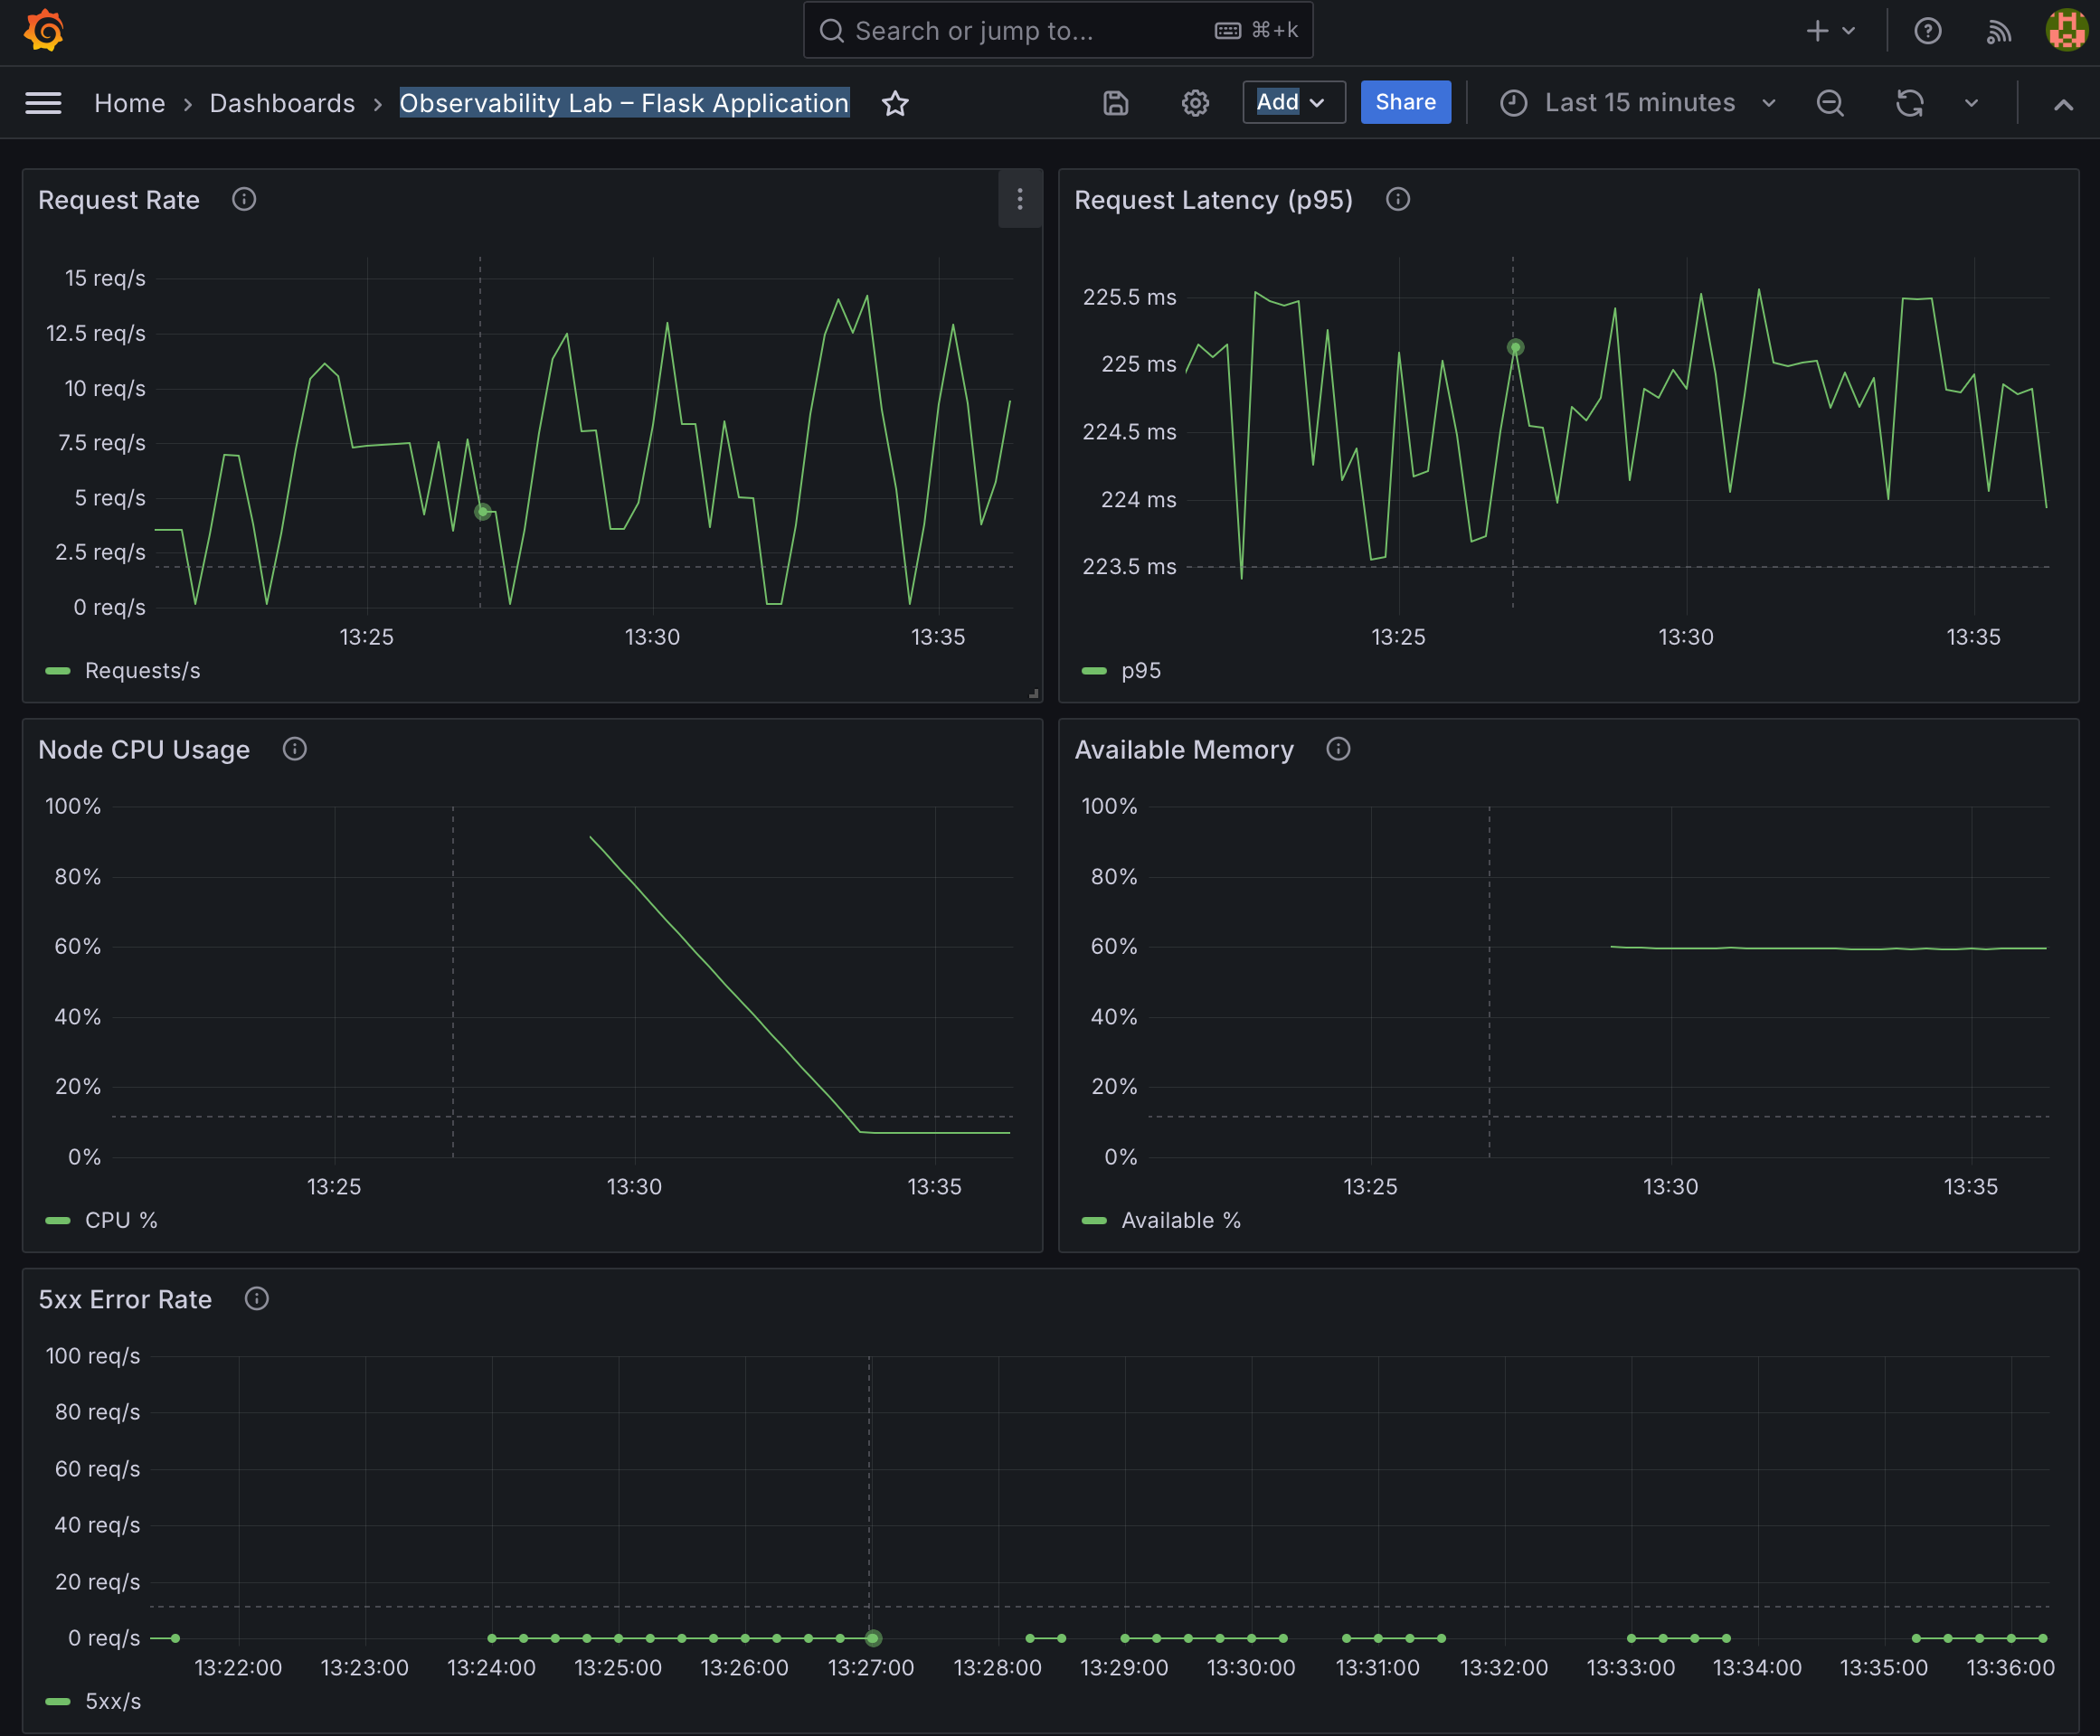 Search or jump to... ⌘+k
Home › Dashboards › Observability Lab – Flask Application Add Share Last 15 minutes
Request Rate
15 req/s
12.5 req/s
10 req/s
7.5 req/s
5 req/s
2.5 req/s
0 req/s
13:25 13:30 13:35
Requests/s
Request Latency (p95)
225.5 ms
225 ms
224.5 ms
224 ms
223.5 ms
13:25 13:30 13:35
p95
Node CPU Usage
100%
80%
60%
40%
20%
0%
13:25 13:30 13:35
CPU %
Available Memory
100%
80%
60%
40%
20%
0%
13:25 13:30 13:35
Available %
5xx Error Rate
100 req/s
80 req/s
60 req/s
40 req/s
20 req/s
0 req/s
13:22:00 13:23:00 13:24:00 13:25:00 13:26:00 13:27:00 13:28:00 13:29:00 13:30:00 13:31:00 13:32:00 13:33:00 13:34:00 13:35:00 13:36:00
5xx/s